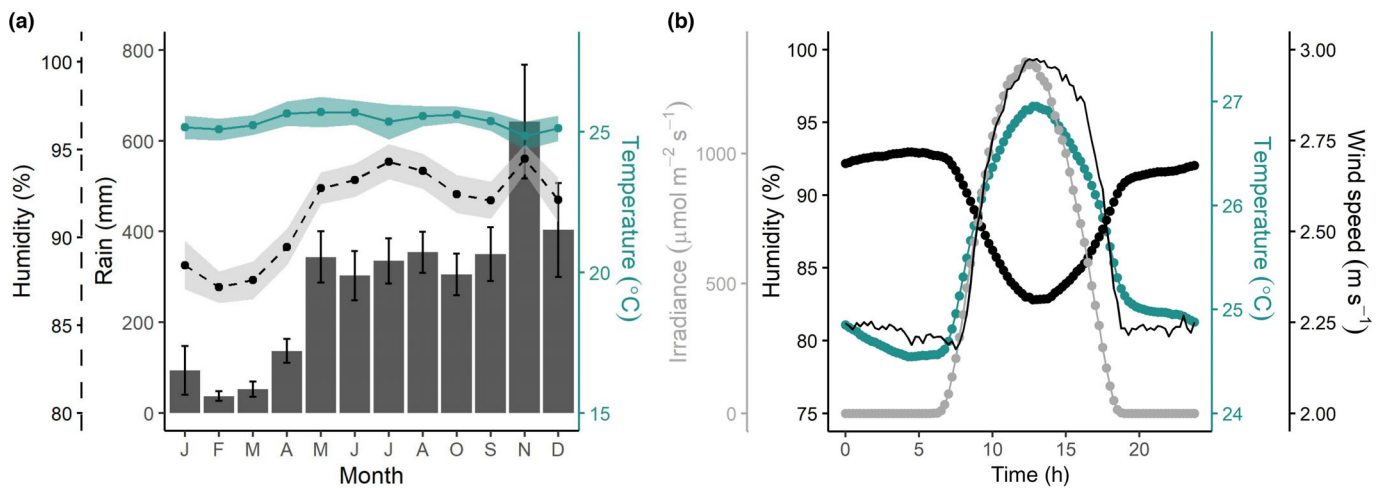 (a)
Humidity (%)
100
95
90
85
80
Rain (mm)
800
600
400
200
0
25
20
15
Temperature (°C)
J F M A M J J A O S N D
Month
(b)
Irradiance (μmol m⁻² s⁻¹)
1000
500
0
Humidity (%)
100
95
90
85
80
75
27
26
25
24
Temperature (°C)
3.00
2.75
2.50
2.25
2.00
Wind speed (m s⁻¹)
0 5 10 15 20
Time (h)